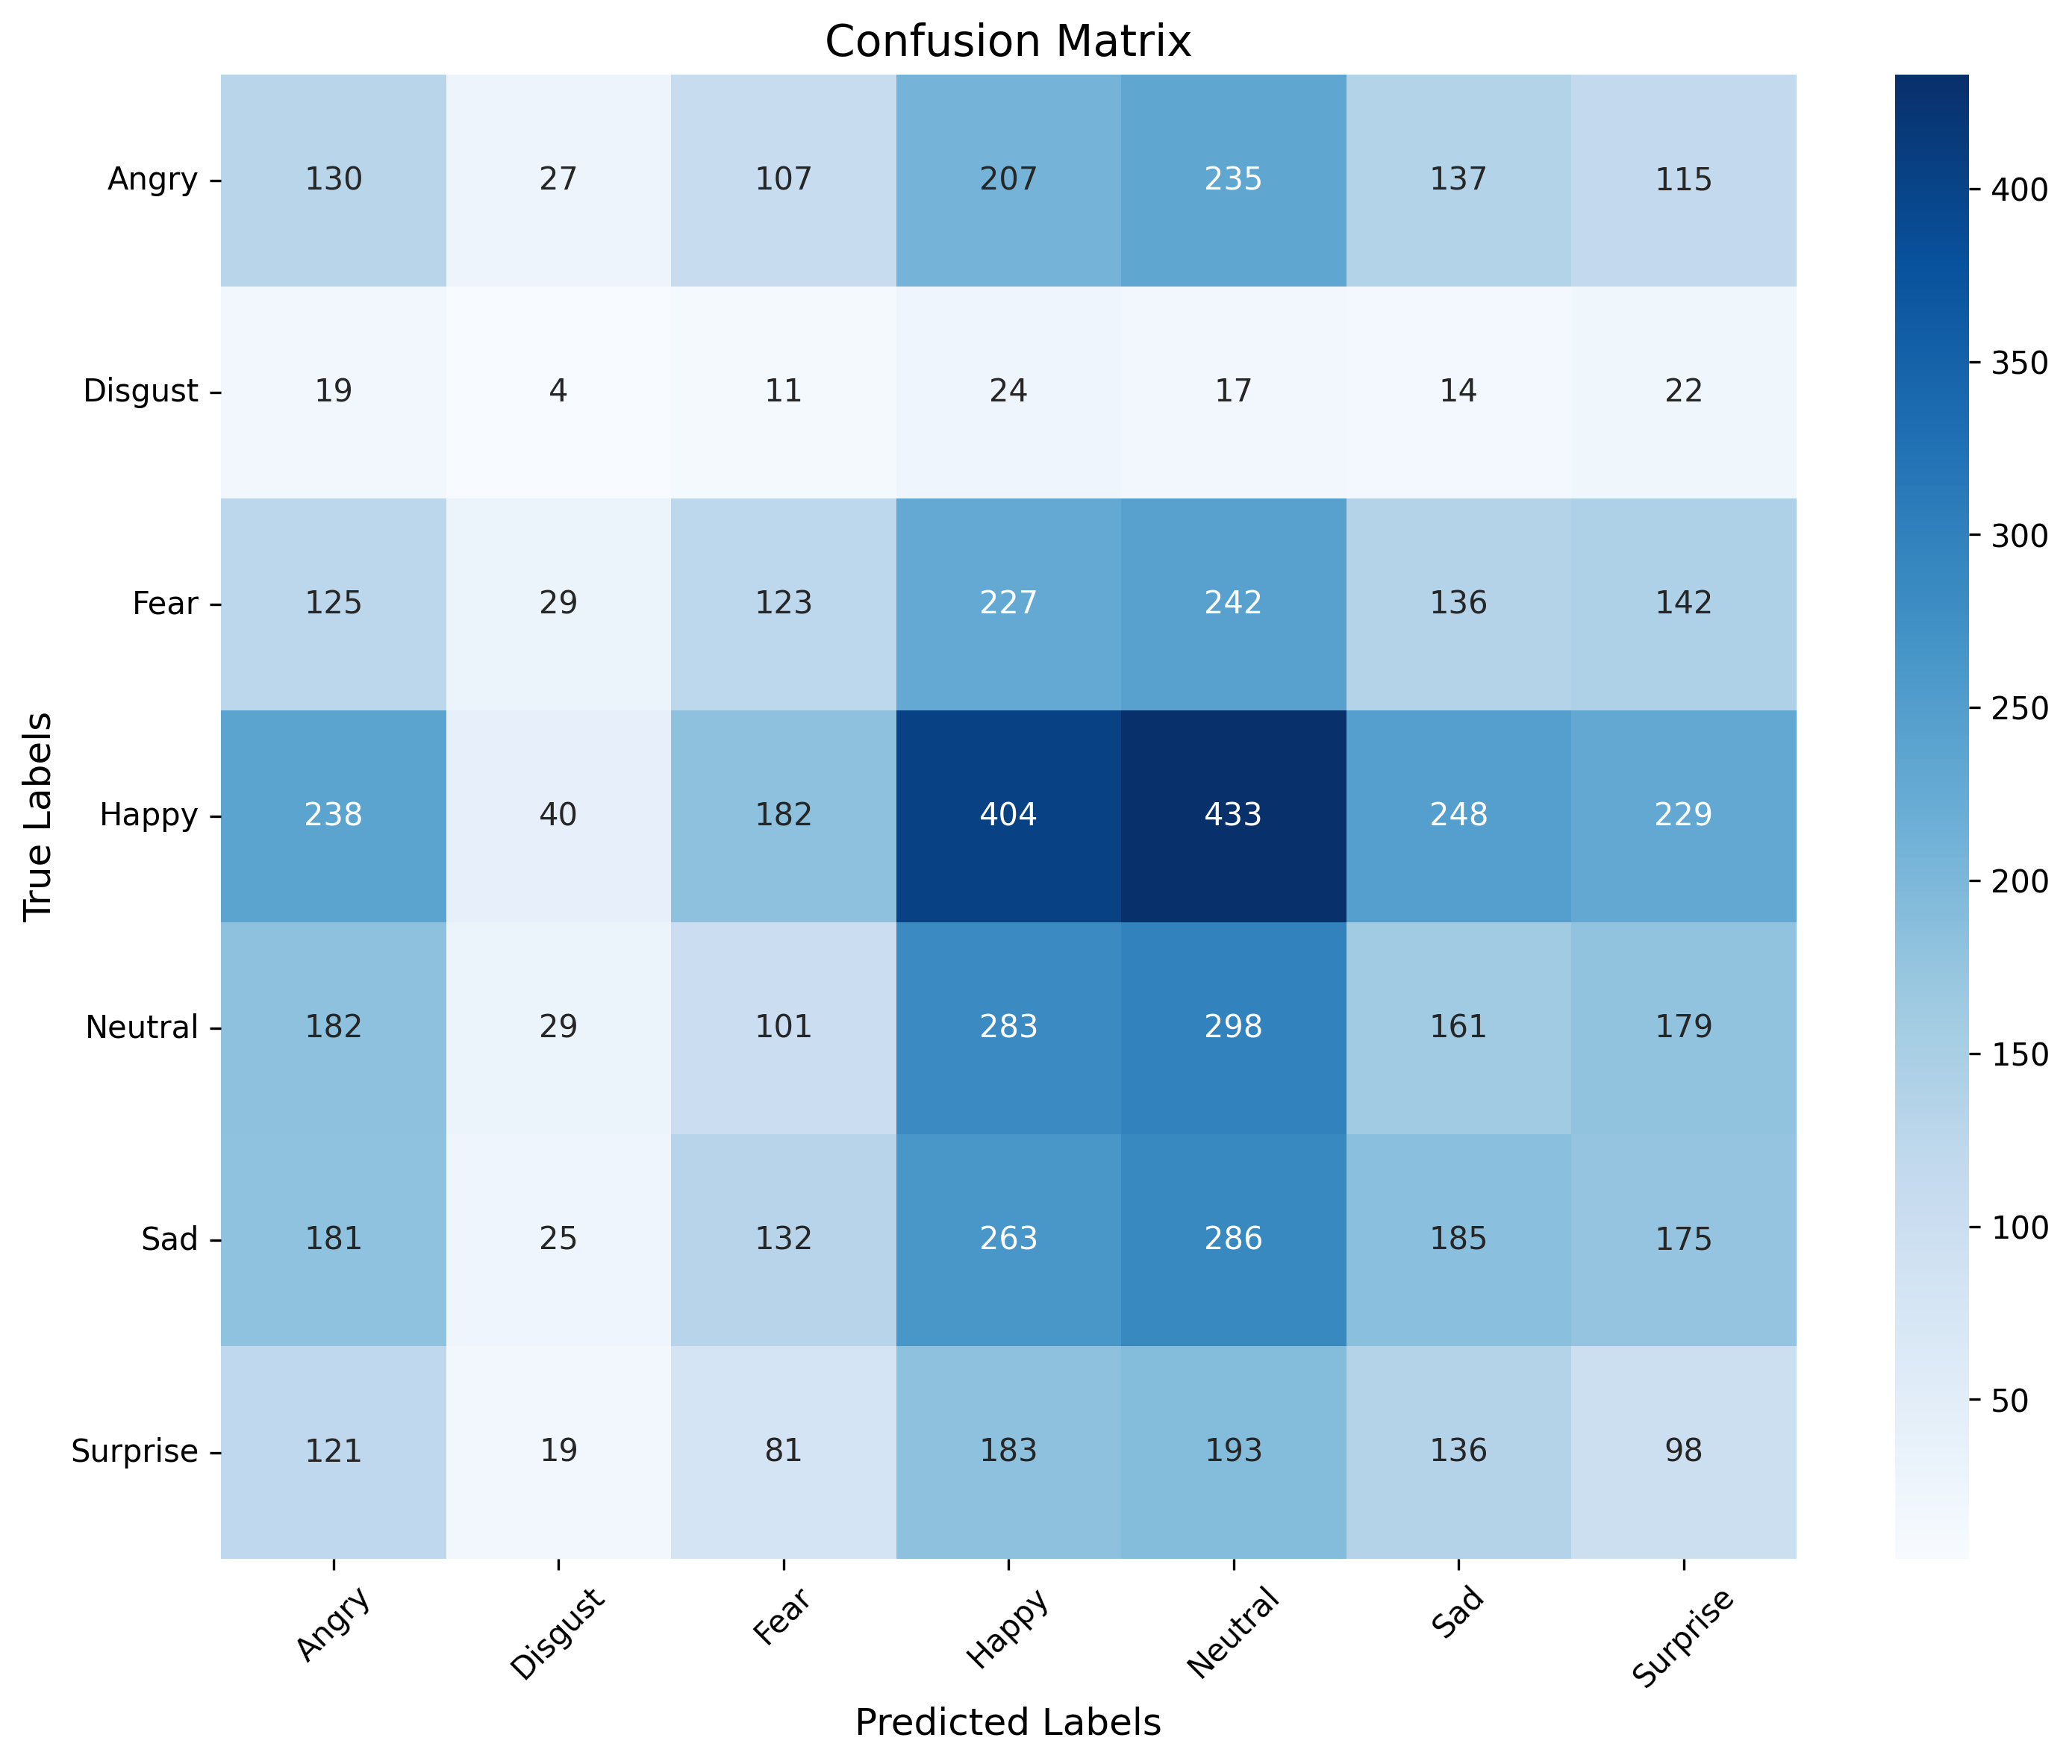 Confusion Matrix
True Labels
Angry 130 27 107 207 235 137 115
Disgust 19 4 11 24 17 14 22
Fear 125 29 123 227 242 136 142
Happy 238 40 182 404 433 248 229
Neutral 182 29 101 283 298 161 179
Sad 181 25 132 263 286 185 175
Surprise 121 19 81 183 193 136 98
Angry Disgust Fear Happy Neutral Sad Surprise
Predicted Labels
400
350
300
250
200
150
100
50